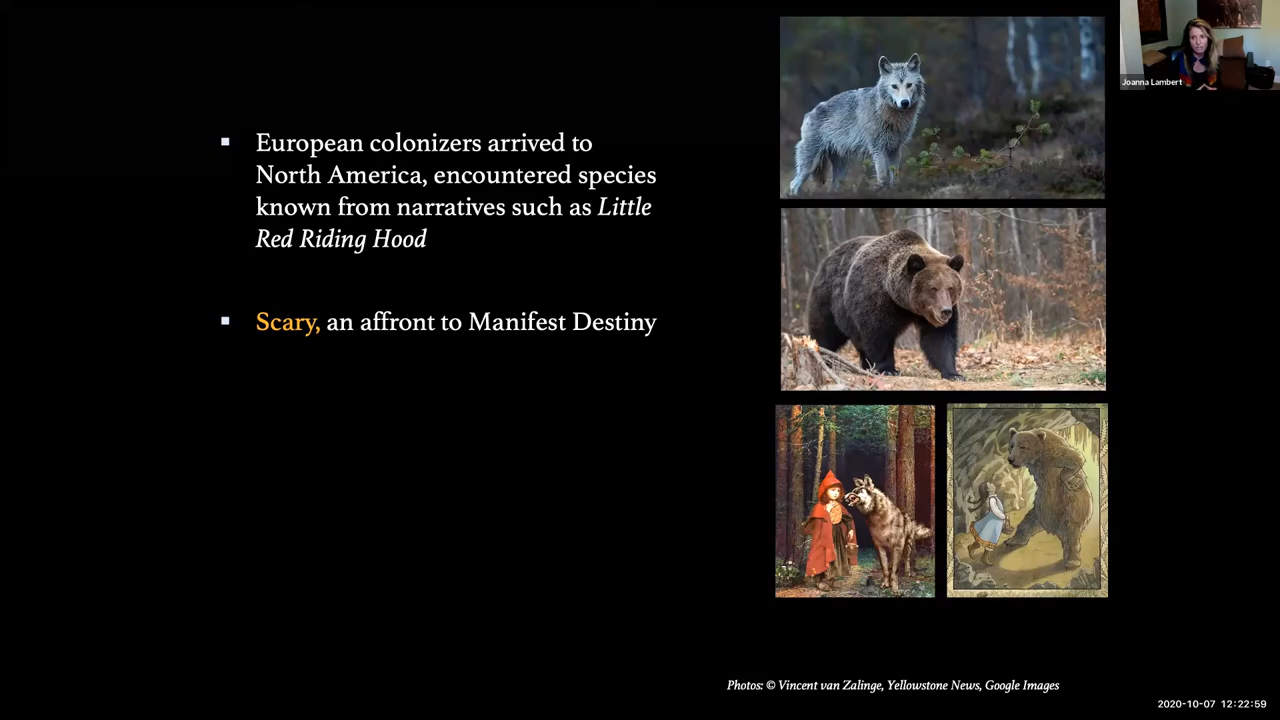 Joanna Lambert
▪ European colonizers arrived to
North America, encountered species
known from narratives such as Little
Red Riding Hood
▪ Scary, an affront to Manifest Destiny
Photos: © Vincent van Zalinge, Yellowstone News, Google Images
2020-10-07 12:22:59